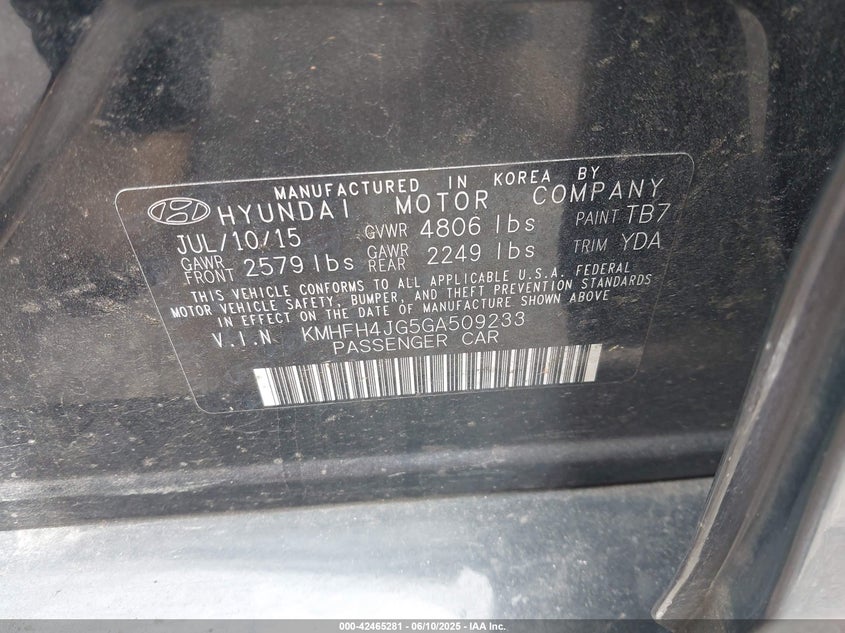 MANUFACTURED IN KOREA BY
HYUNDAI MOTOR COMPANY
JUL/10/15 GVWR 4806 lbs PAINT TB7
GAWR FRONT 2579 lbs GAWR REAR 2249 lbs TRIM YDA
THIS VEHICLE CONFORMS TO ALL APPLICABLE U.S.A. FEDERAL
MOTOR VEHICLE SAFETY, BUMPER, AND THEFT PREVENTION STANDARDS
IN EFFECT ON THE DATE OF MANUFACTURE SHOWN ABOVE
V.I.N KMHFH4JG5GA509233
PASSENGER CAR
000-42465281 - 06/10/2025 - IAA Inc.